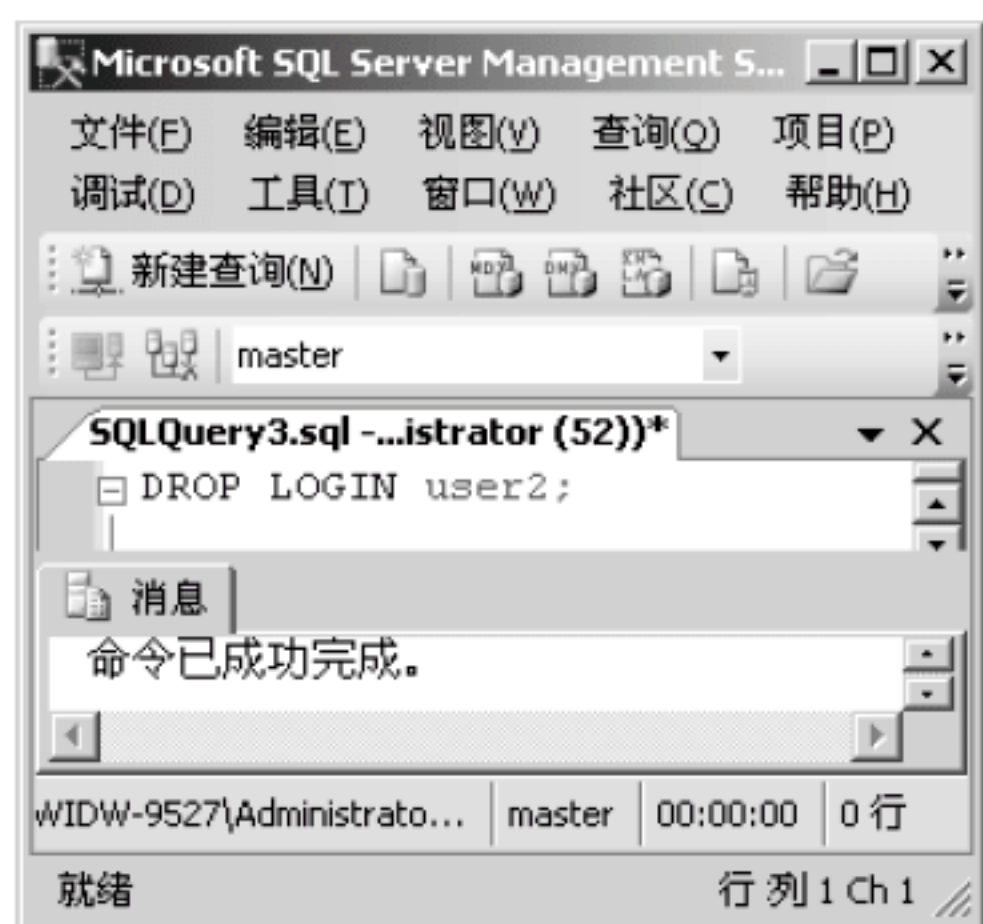 Microsoft SQL Server Management S...
文件(F) 编辑(E) 视图(V) 查询(Q) 项目(P)
调试(D) 工具(T) 窗口(W) 社区(C) 帮助(H)
新建查询(N)
master
SQLQuery3.sql -...istrator (52))*
DROP LOGIN user2;
消息
命令已成功完成。
WIDW-9527\Administrato... master 00:00:00 0 行
就绪 行 列 1 Ch 1